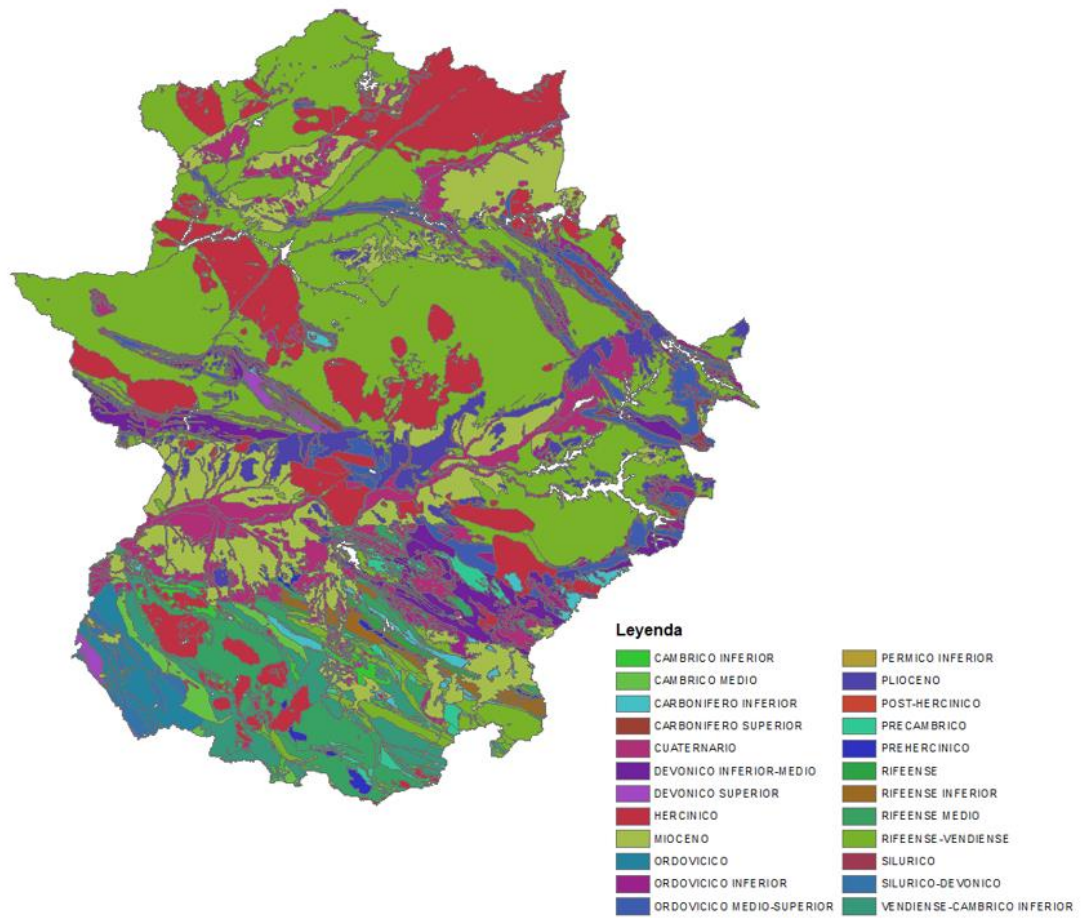 Leyenda
CAMBRICO INFERIOR
CAMBRICO MEDIO
CARBONIFERO INFERIOR
CARBONIFERO SUPERIOR
CUATERNARIO
DEVONICO INFERIOR-MEDIO
DEVONICO SUPERIOR
HERCINICO
MIOCENO
ORDOVICICO
ORDOVICICO INFERIOR
ORDOVICICO MEDIO-SUPERIOR
PERMICO INFERIOR
PLIOCENO
POST-HERCINICO
PRECAMBRICO
PREHERCINICO
RIFEENSE
RIFEENSE INFERIOR
RIFEENSE MEDIO
RIFEENSE-VENDIENSE
SILURICO
SILURICO-DEVONICO
VENDIENSE-CAMBRICO INFERIOR